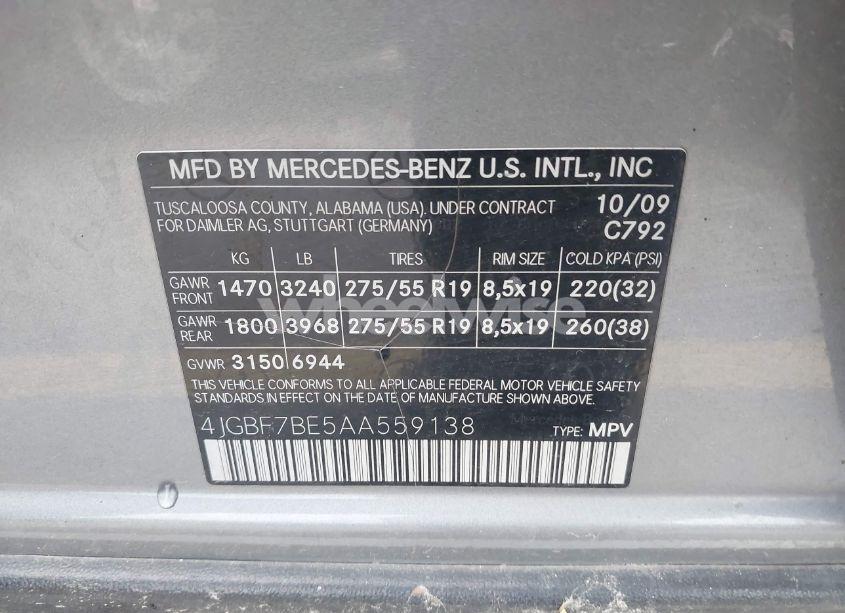 MFD BY MERCEDES-BENZ U.S. INTL., INC
TUSCALOOSA COUNTY, ALABAMA (USA). UNDER CONTRACT 10/09
FOR DAIMLER AG, STUTTGART (GERMANY) C792
KG LB TIRES RIM SIZE COLD KPA (PSI)
GAWR FRONT 1470 3240 275/55 R19 8,5x19 220(32)
GAWR REAR 1800 3968 275/55 R19 8,5x19 260(38)
GVWR 3150 6944
THIS VEHICLE CONFORMS TO ALL APPLICABLE FEDERAL MOTOR VEHICLE SAFETY
STANDARDS IN EFFECT ON THE DATE OF MANUFACTURE SHOWN ABOVE.
4JGBF7BE5AA559138 TYPE: MPV
wheelwise